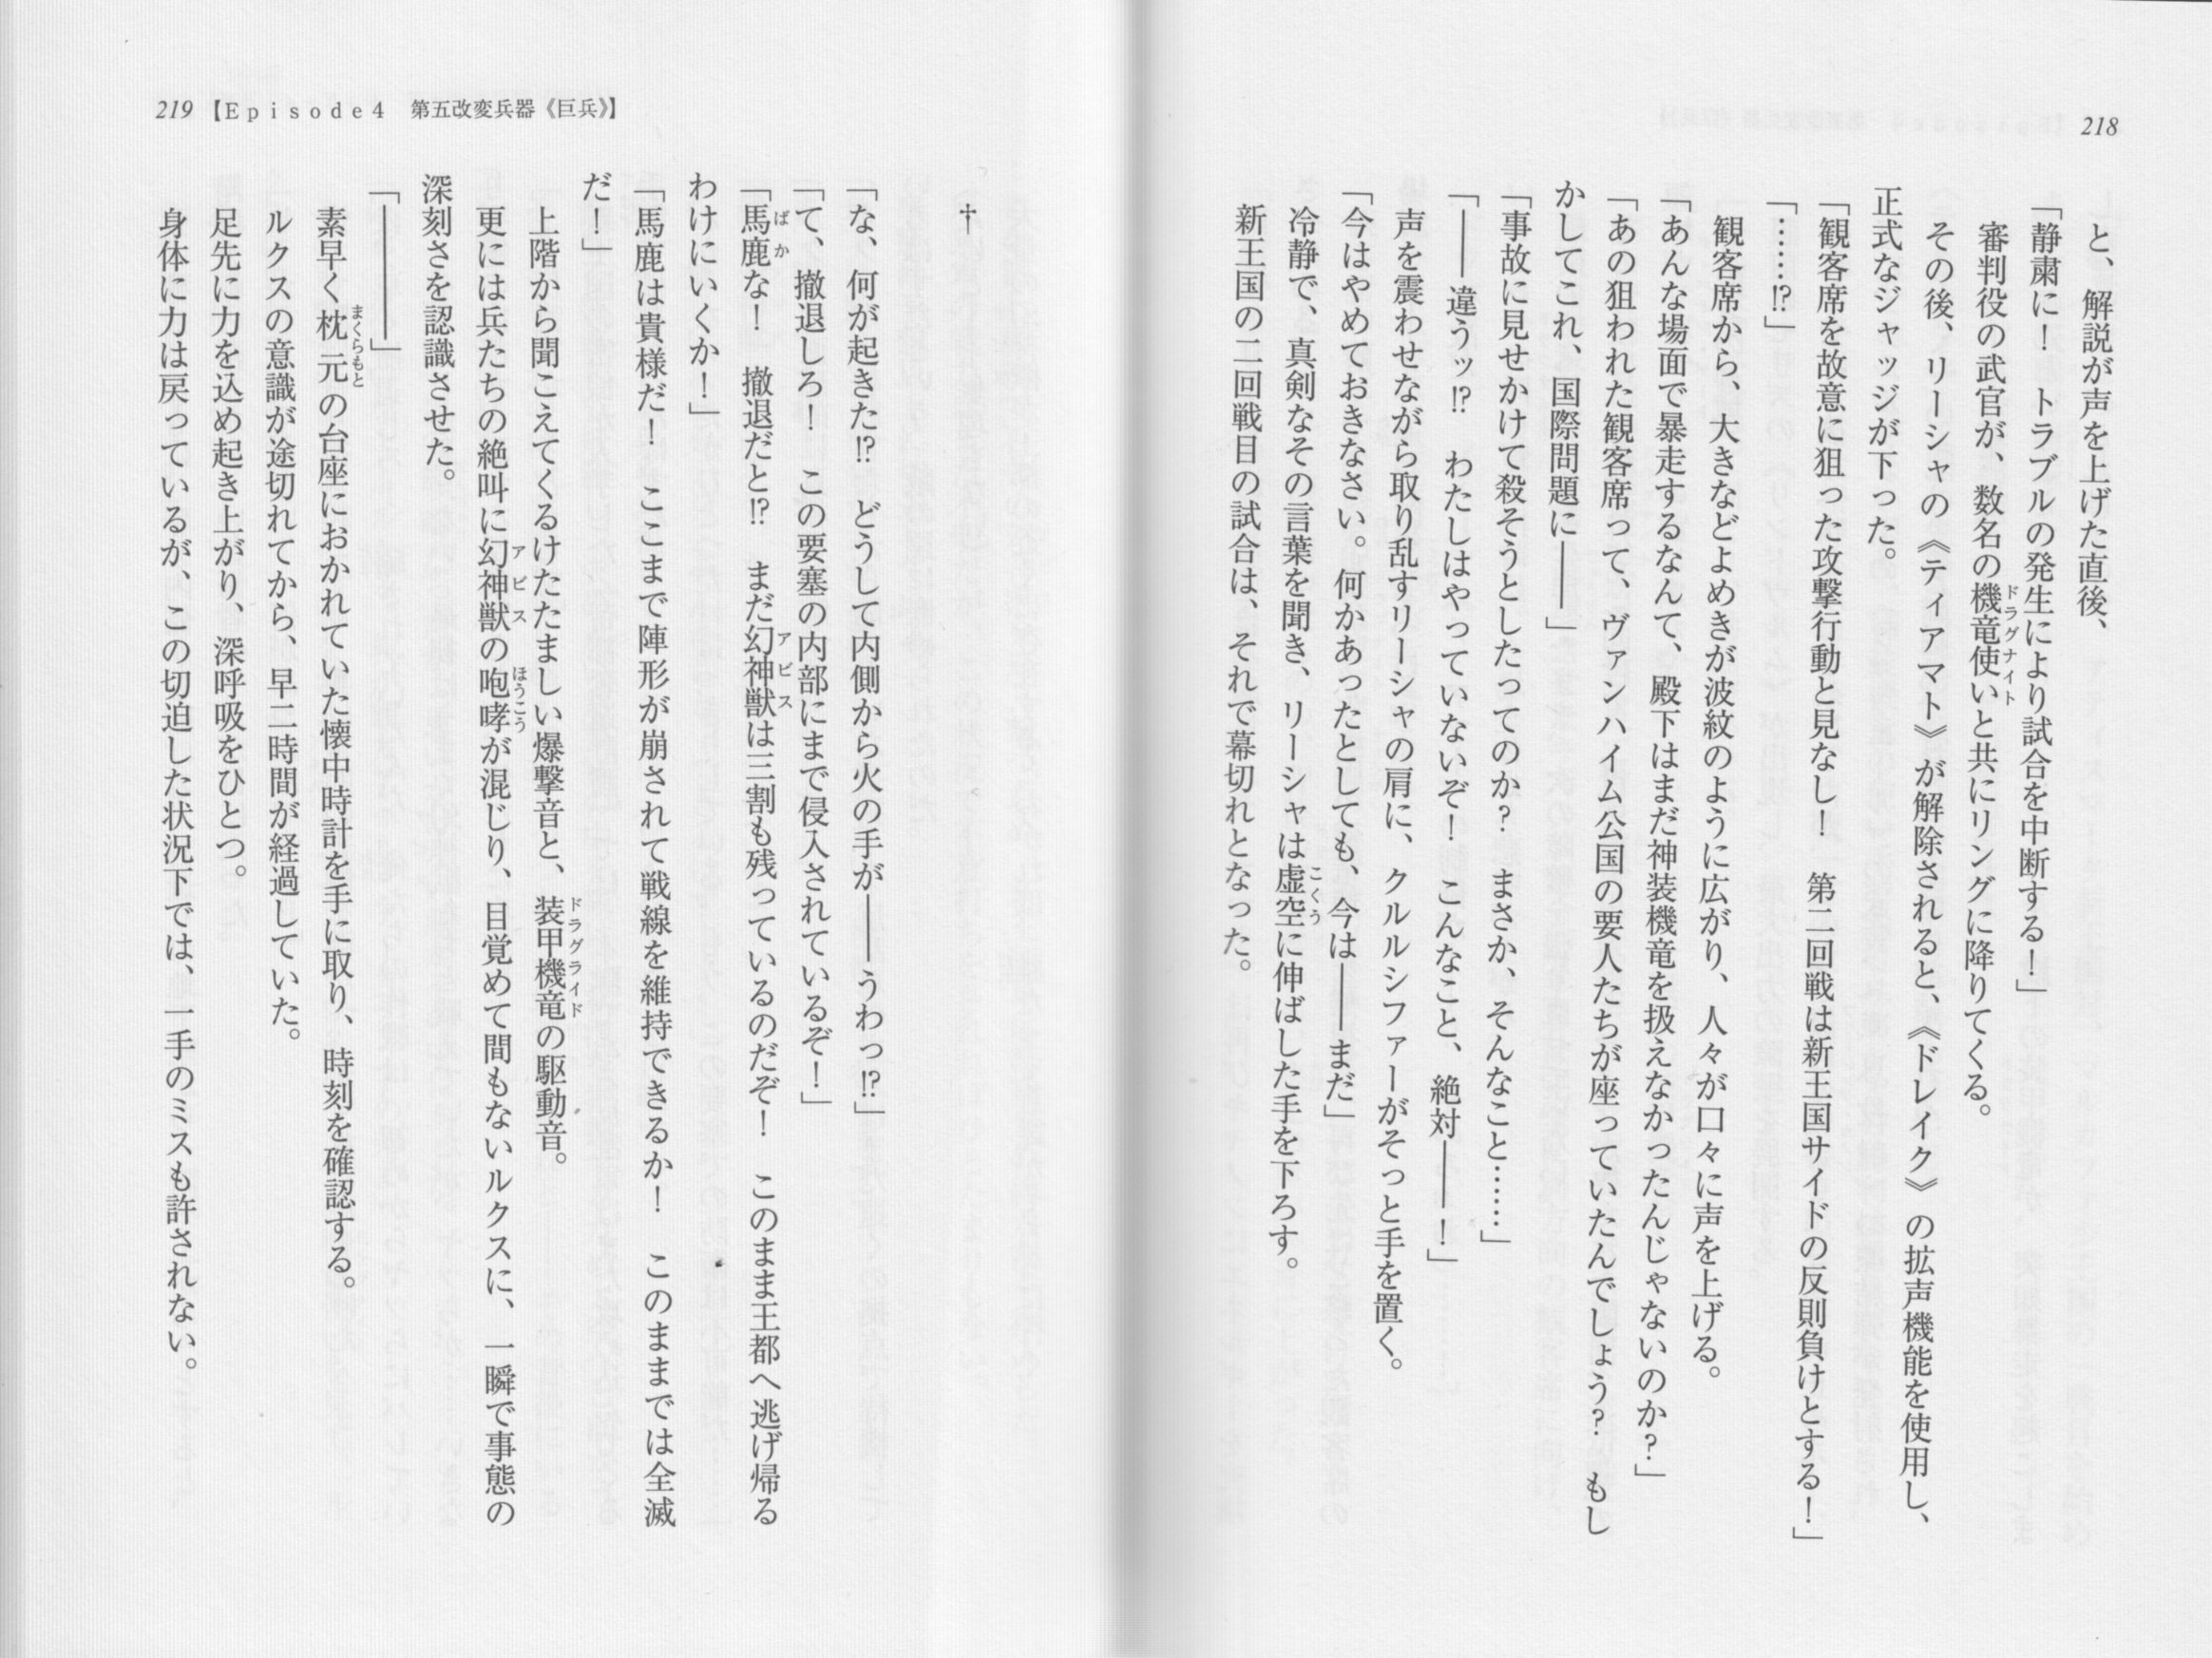 218
と、解説が声を上げた直後、
「静粛に！　トラブルの発生により試合を中断する！」
審判役の武官が、数名の機竜使いと共にリングに降りてくる。
ドラグナイト
その後、リーシャの《ティアマト》が解除されると、《ドレイク》の拡声機能を使用し、
正式なジャッジが下った。
「観客席を故意に狙った攻撃行動と見なし！　第二回戦は新王国サイドの反則負けとする！」
「……!?」
観客席から、大きなどよめきが波紋のように広がり、人々が口々に声を上げる。
「あんな場面で暴走するなんて、殿下はまだ神装機竜を扱えなかったんじゃないのか？」
「あの狙われた観客席って、ヴァンハイム公国の要人たちが座っていたんでしょう？　もし
かしてこれ、国際問題に――」
「事故に見せかけて殺そうとしたってのか？　まさか、そんなこと……」
「――違うッ!?　わたしはやっていないぞ！　こんなこと、絶対――！」
声を震わせながら取り乱すリーシャの肩に、クルルシファーがそっと手を置く。
「今はやめておきなさい。何かあったとしても、今は――まだ」
冷静で、真剣なその言葉を聞き、リーシャは虚空に伸ばした手を下ろす。
こくう
新王国の二回戦目の試合は、それで幕切れとなった。
219【Episode4　第五改変兵器《巨兵》】
†
「な、何が起きた!?　どうして内側から火の手が――うわっ!?」
「て、撤退しろ！　この要塞の内部にまで侵入されているぞ！」
「馬鹿な！　撤退だと!?　まだ幻神獣は三割も残っているのだぞ！　このまま王都へ逃げ帰る
ばか
アビス
わけにいくか！」
「馬鹿は貴様だ！　ここまで陣形が崩されて戦線を維持できるか！　このままでは全滅
だ！」
上階から聞こえてくるけたたましい爆撃音と、装甲機竜の駆動音。
ドラグライド
更には兵たちの絶叫に幻神獣の咆哮が混じり、目覚めて間もないルクスに、一瞬で事態の
アビス
ほうこう
深刻さを認識させた。
「――――」
素早く枕元の台座におかれていた懐中時計を手に取り、時刻を確認する。
まくらもと
ルクスの意識が途切れてから、早二時間が経過していた。
足先に力を込め起き上がり、深呼吸をひとつ。
身体に力は戻っているが、この切迫した状況下では、一手のミスも許されない。